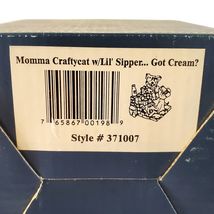 Momma Craftycat w/Lil' Sipper... Got Cream?
7 65867 00198 9
Style # 371007